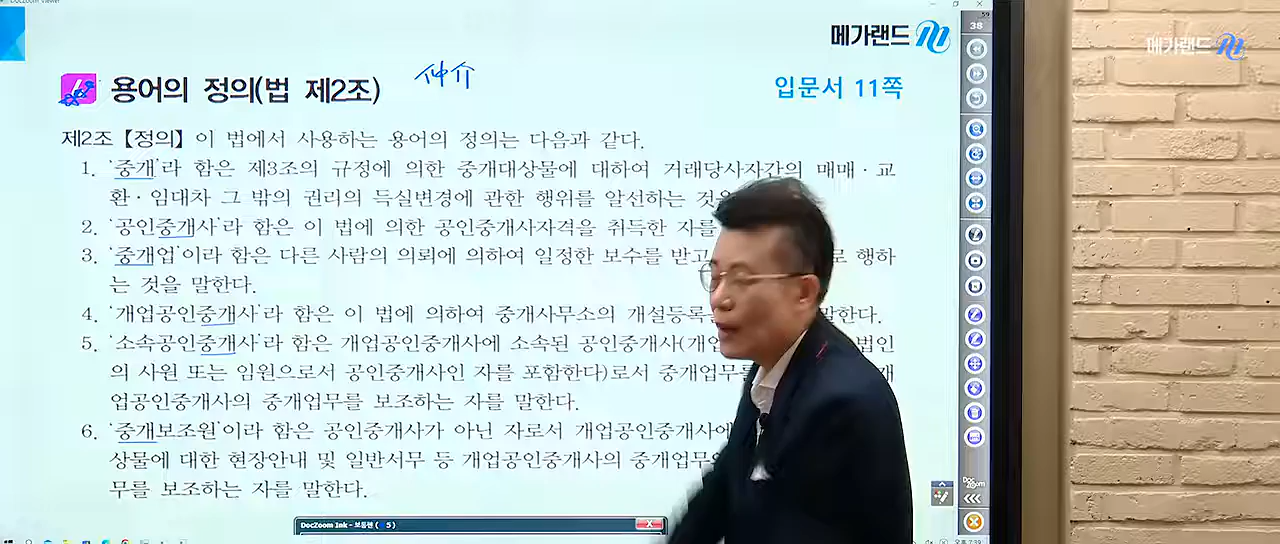 DocZoom Viewer
59
38
메가랜드
메가랜드
용어의 정의(법 제2조)
仲介
입문서 11쪽
제2조【정의】이 법에서 사용하는 용어의 정의는 다음과 같다.
1. '중개'라 함은 제3조의 규정에 의한 중개대상물에 대하여 거래당사자간의 매매·교
환·임대차 그 밖의 권리의 득실변경에 관한 행위를 알선하는 것을
2. '공인중개사'라 함은 이 법에 의한 공인중개사자격을 취득한 자를
3. '중개업'이라 함은 다른 사람의 의뢰에 의하여 일정한 보수를 받고 로 행하
는 것을 말한다.
4. '개업공인중개사'라 함은 이 법에 의하여 중개사무소의 개설등록을 말한다.
5. '소속공인중개사'라 함은 개업공인중개사에 소속된 공인중개사(개업 법인
의 사원 또는 임원으로서 공인중개사인 자를 포함한다)로서 중개업무를 개
업공인중개사의 중개업무를 보조하는 자를 말한다.
6. '중개보조원'이라 함은 공인중개사가 아닌 자로서 개업공인중개사에
상물에 대한 현장안내 및 일반서무 등 개업공인중개사의 중개업무와
무를 보조하는 자를 말한다.
DocZoom
DocZoom Ink - 보통펜 ( 5)
오후 7:39